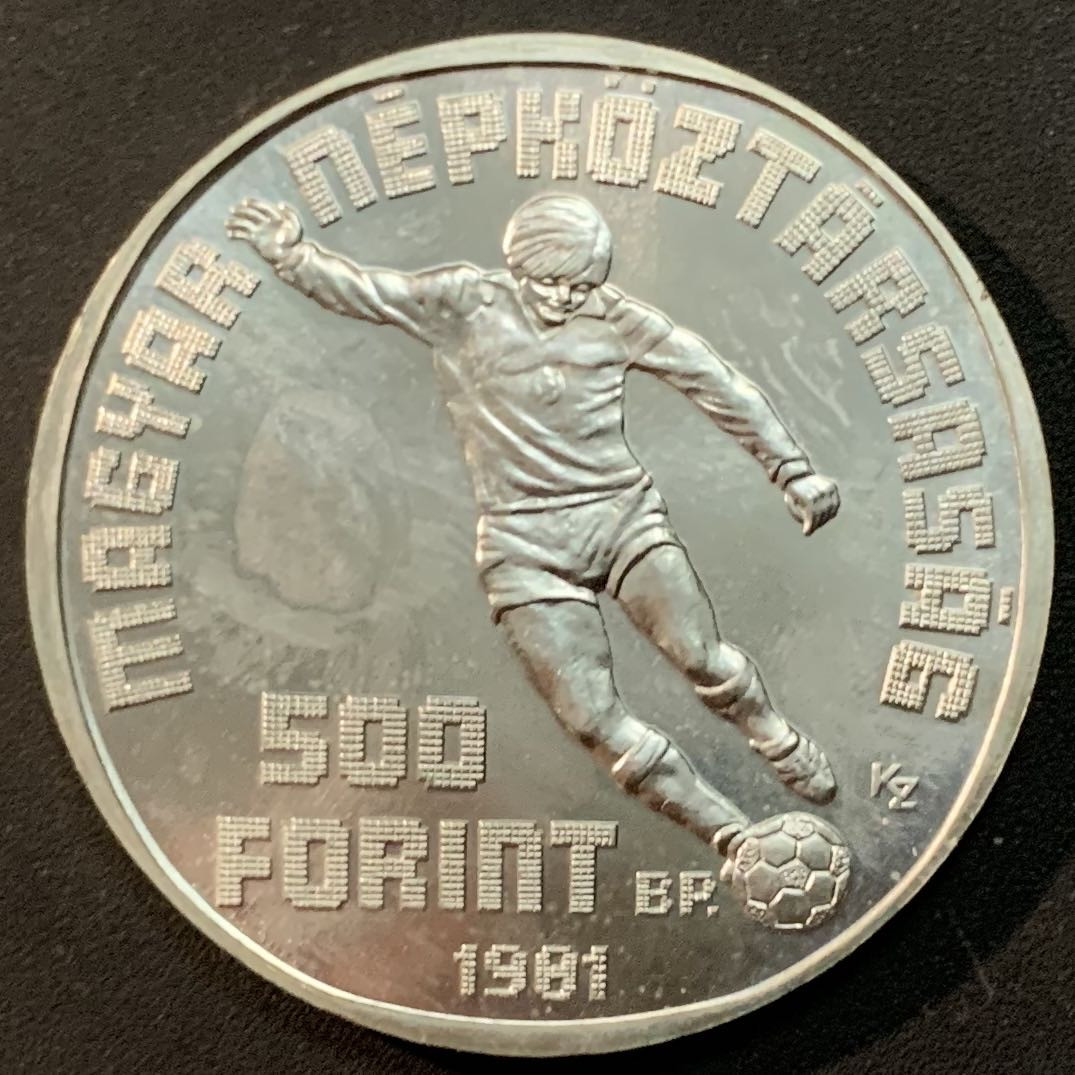 MAGYAR NÉPKÖZTÁRSASÁG
500
FORINT BP.
1981
KZ